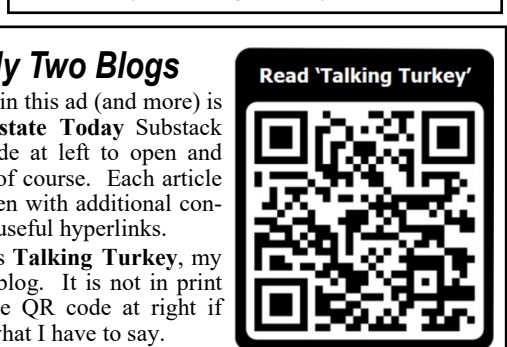 y Two Blogs
in this ad (and more) is
state Today Substack
de at left to open and
of course. Each article
en with additional con-
useful hyperlinks.
s Talking Turkey, my
blog. It is not in print
e QR code at right if
what I have to say.
Read ‘Talking Turkey’